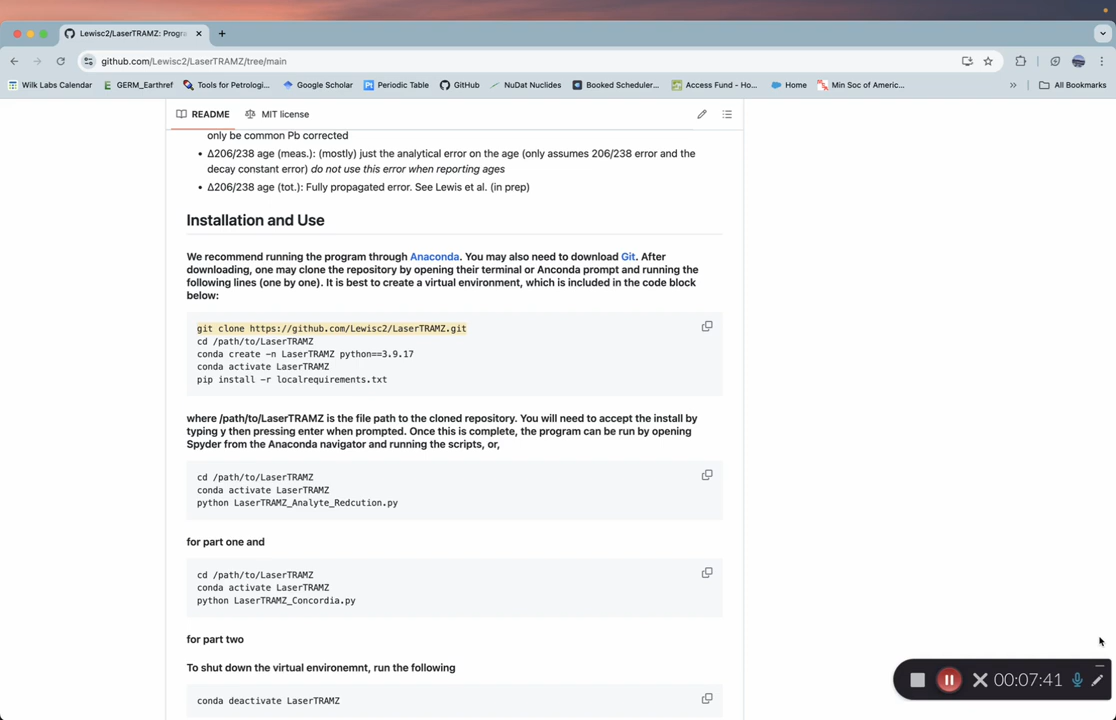 Lewisc2/LaserTRAMZ: Progra
github.com/Lewisc2/LaserTRAMZ/tree/main
Wilk Labs Calendar GERM_Earthref Tools for Petrologi... Google Scholar Periodic Table GitHub NuDat Nuclides Booked Scheduler... Access Fund - Ho... Home Min Soc of Americ... » All Bookmarks
README MIT license
only be common Pb corrected
• Δ206/238 age (meas.): (mostly) just the analytical error on the age (only assumes 206/238 error and the
decay constant error) do not use this error when reporting ages
• Δ206/238 age (tot.): Fully propagated error. See Lewis et al. (in prep)
Installation and Use
We recommend running the program through Anaconda. You may also need to download Git. After
downloading, one may clone the repository by opening their terminal or Anconda prompt and running the
following lines (one by one). It is best to create a virtual environment, which is included in the code block
below:
git clone https://github.com/Lewisc2/LaserTRAMZ.git
cd /path/to/LaserTRAMZ
conda create -n LaserTRAMZ python==3.9.17
conda activate LaserTRAMZ
pip install -r localrequirements.txt
where /path/to/LaserTRAMZ is the file path to the cloned repository. You will need to accept the install by
typing y then pressing enter when prompted. Once this is complete, the program can be run by opening
Spyder from the Anaconda navigator and running the scripts, or,
cd /path/to/LaserTRAMZ
conda activate LaserTRAMZ
python LaserTRAMZ_Analyte_Redcution.py
for part one and
cd /path/to/LaserTRAMZ
conda activate LaserTRAMZ
python LaserTRAMZ_Concordia.py
for part two
To shut down the virtual environemnt, run the following
conda deactivate LaserTRAMZ
00:07:41